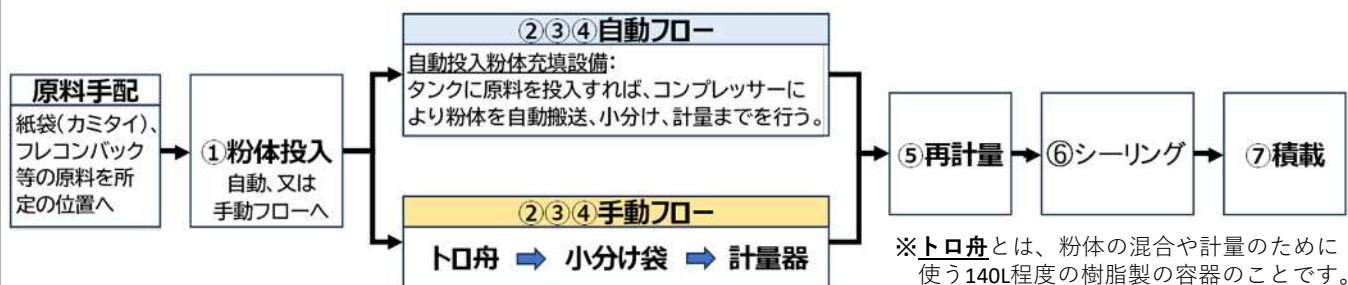 原料手配
紙袋(カミタイ)、
フレコンバック
等の原料を所
定の位置へ
①粉体投入
自動、又は
手動フローへ
②③④自動フロー
自動投入粉体充填設備:
タンクに原料を投入すれば、コンプレッサーに
より粉体を自動搬送、小分け、計量までを行う。
②③④手動フロー
トロ舟 ➡ 小分け袋 ➡ 計量器
⑤再計量
⑥シーリング
⑦積載
※トロ舟とは、粉体の混合や計量のために
使う140L程度の樹脂製の容器のことです。